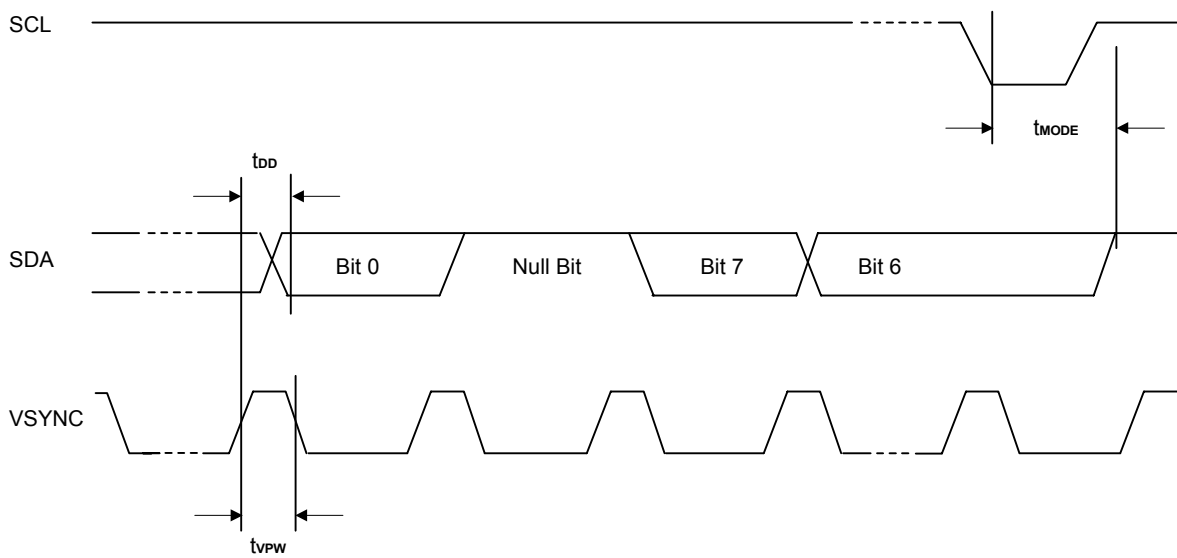 SCL
tMODE
tDD
SDA
Bit 0
Null Bit
Bit 7
Bit 6
VSYNC
tVPW